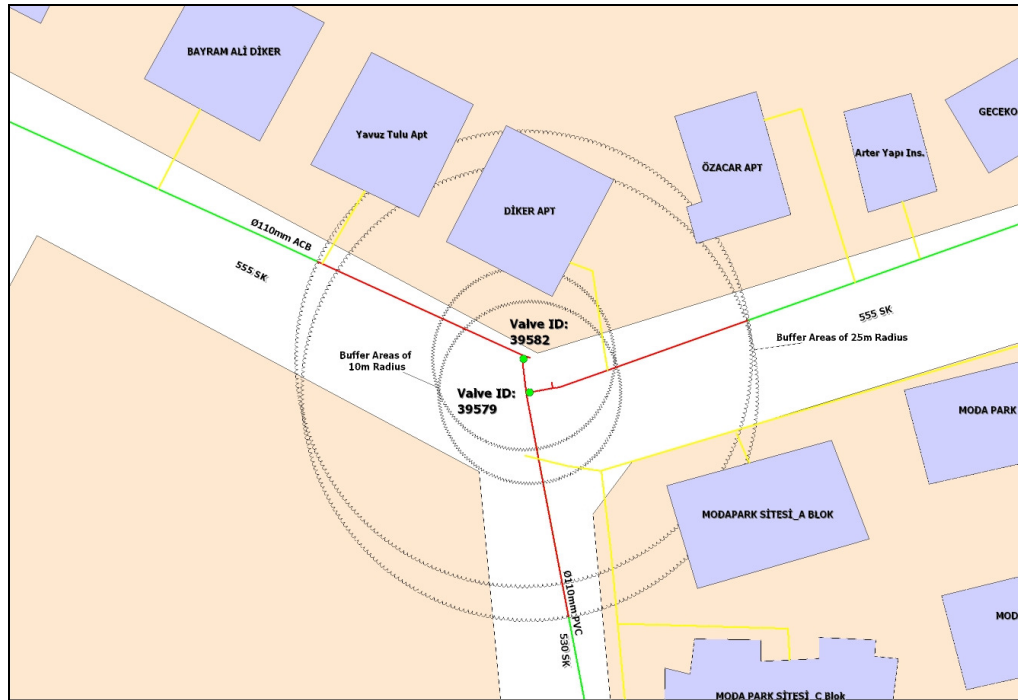 BAYRAM ALİ DİKER
Yavuz Tulu Apt
DİKER APT
ÖZACAR APT
Arter Yapı Ins.
GECEKO
Ø110mm ACB
555 SK
555 SK
Valve ID:
39582
Buffer Areas of
10m Radius
Buffer Areas of 25m Radius
Valve ID:
39579
MODA PARK
MODAPARK SİTESİ_A BLOK
Ø110mm PVC
530 SK
MOD
MODA PARK SİTESİ_C Blok